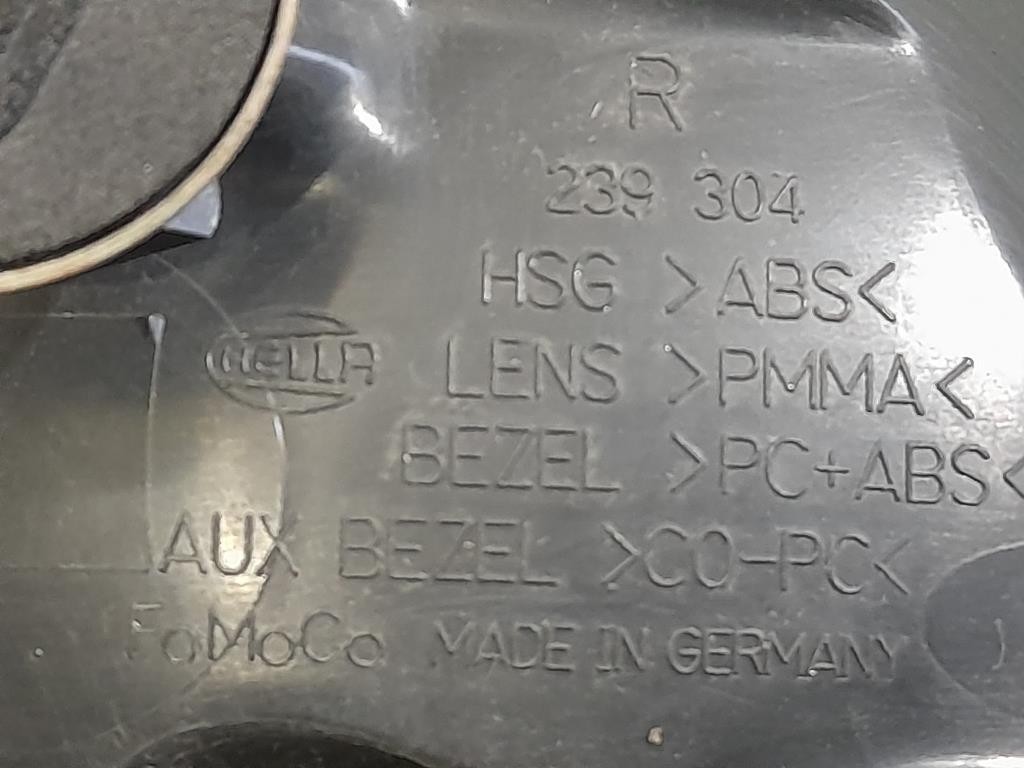 R
239 304
HSG >ABS<
HELLA LENS >PMMA<
BEZEL >PC+ABS<
AUX BEZEL >CO-PC<
FoMoCo MADE IN GERMANY